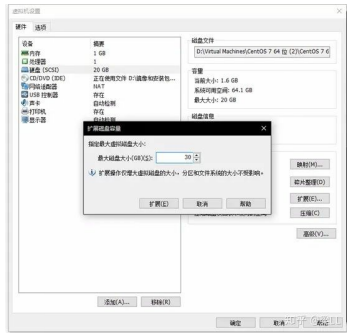 虚拟机设置
硬件 选项
设备 摘要
内存 1 GB
处理器 1
硬盘 (SCSI) 20 GB
CD/DVD (IDE) 正在使用文件 D:\镜像和安装包...
网络适配器 NAT
USB 控制器 存在
声卡 自动检测
打印机 存在
显示器 自动检测
磁盘文件
D:\Virtual Machines\CentOS 7 64 位 (2)\CentOS 7 6
容量
当前大小: 1.6 GB
系统可用空间: 64.1 GB
最大大小: 20 GB
磁盘信息
扩展磁盘容量
指定最大虚拟磁盘大小:
最大磁盘大小(GB)(S): 30
扩展操作仅增大虚拟磁盘的大小。分区和文件系统的大小不受影响。
扩展(E) 取消 帮助
映射(M)...
碎片整理(D)
扩展(E)...
压缩(C)
高级(V)...
添加(A)... 移除(R)
确定 取消 帮助